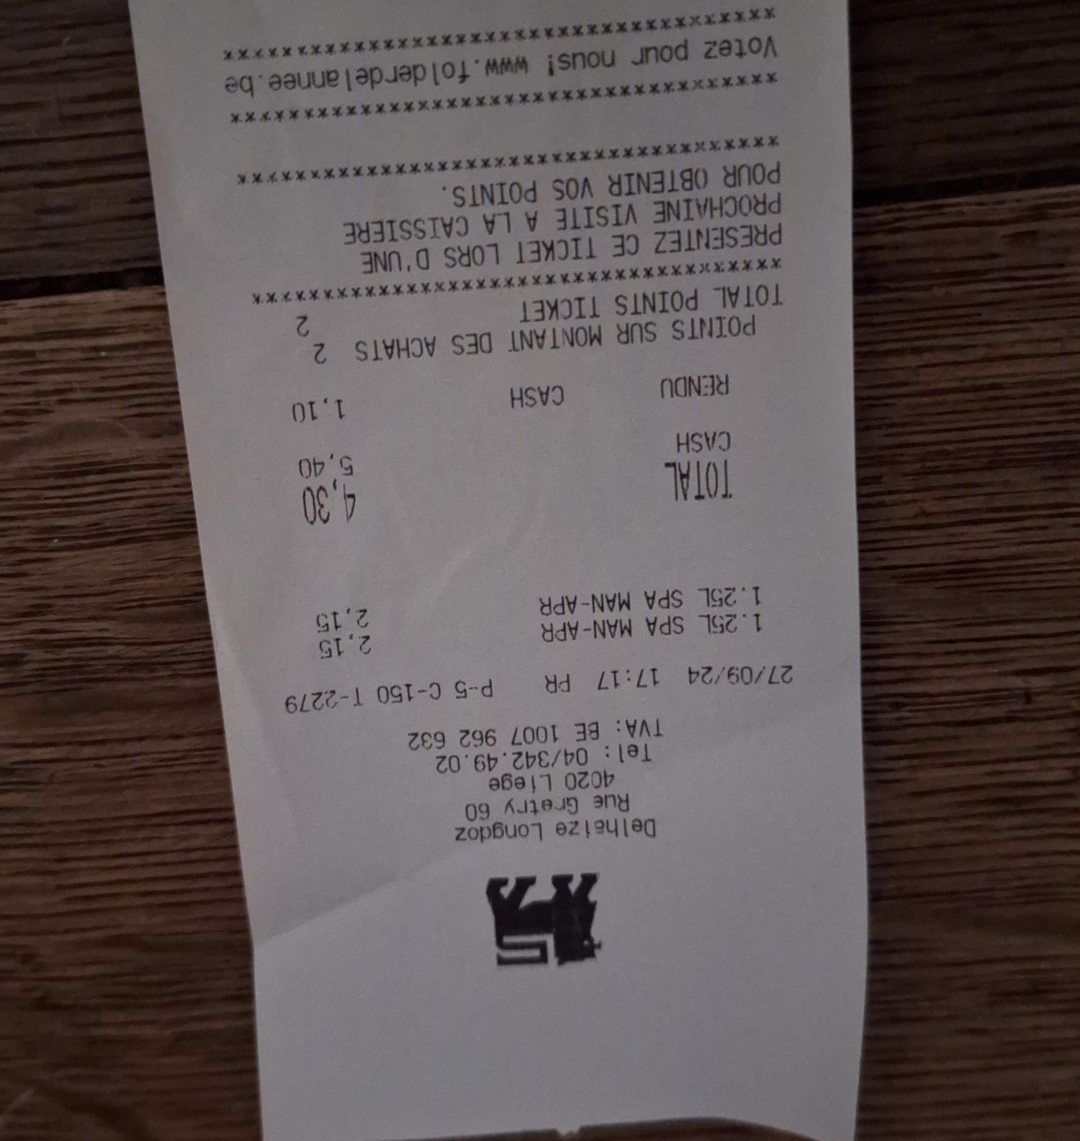 Delhaize Longdoz
Rue Gretry 60
4020 Liege
Tel: 04/342.49.02
TVA: BE 1007 962 632
27/09/24 17:17 PR P-5 C-150 T-2279
1.25L SPA MAN-APR 2,15
1.25L SPA MAN-APR 2,15
TOTAL 4,30
CASH 5,40
RENDU CASH 1,10
POINTS SUR MONTANT DES ACHATS 2
TOTAL POINTS TICKET 2
****************************************
PRESENTEZ CE TICKET LORS D'UNE
PROCHAINE VISITE A LA CAISSIERE
POUR OBTENIR VOS POINTS.
****************************************
****************************************
Votez pour nous! www.folderdelannee.be
****************************************